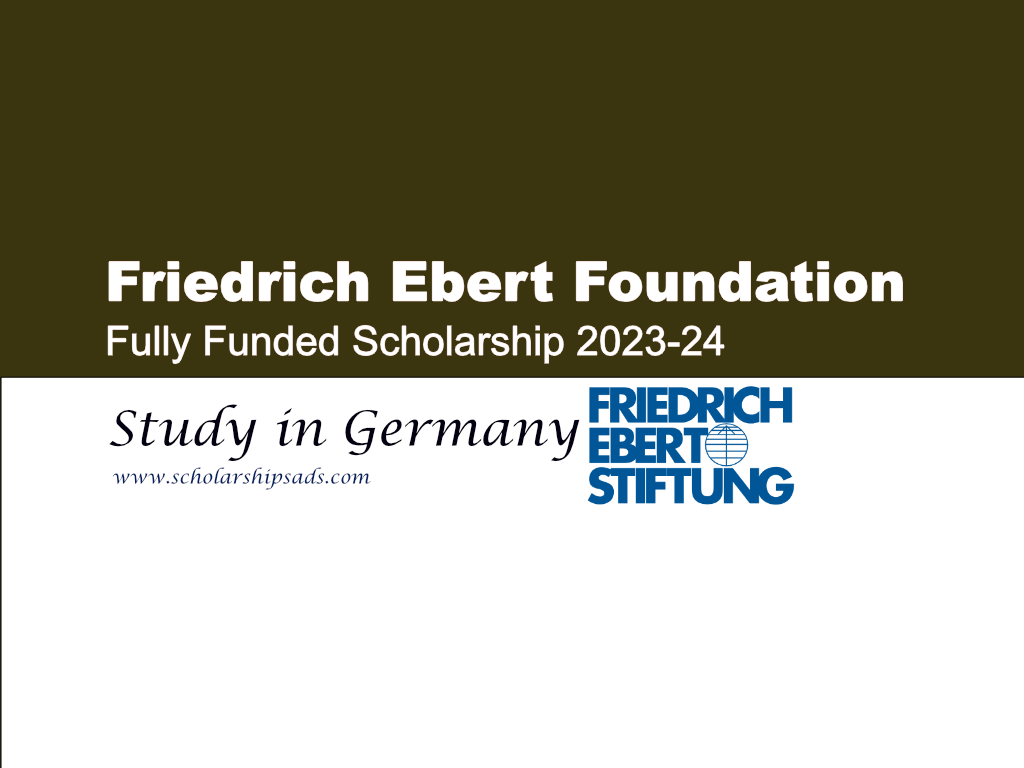 Friedrich Ebert Foundation
Fully Funded Scholarship 2023-24
Study in Germany
www.scholarshipsads.com
FRIEDRICH
EBERT
STIFTUNG